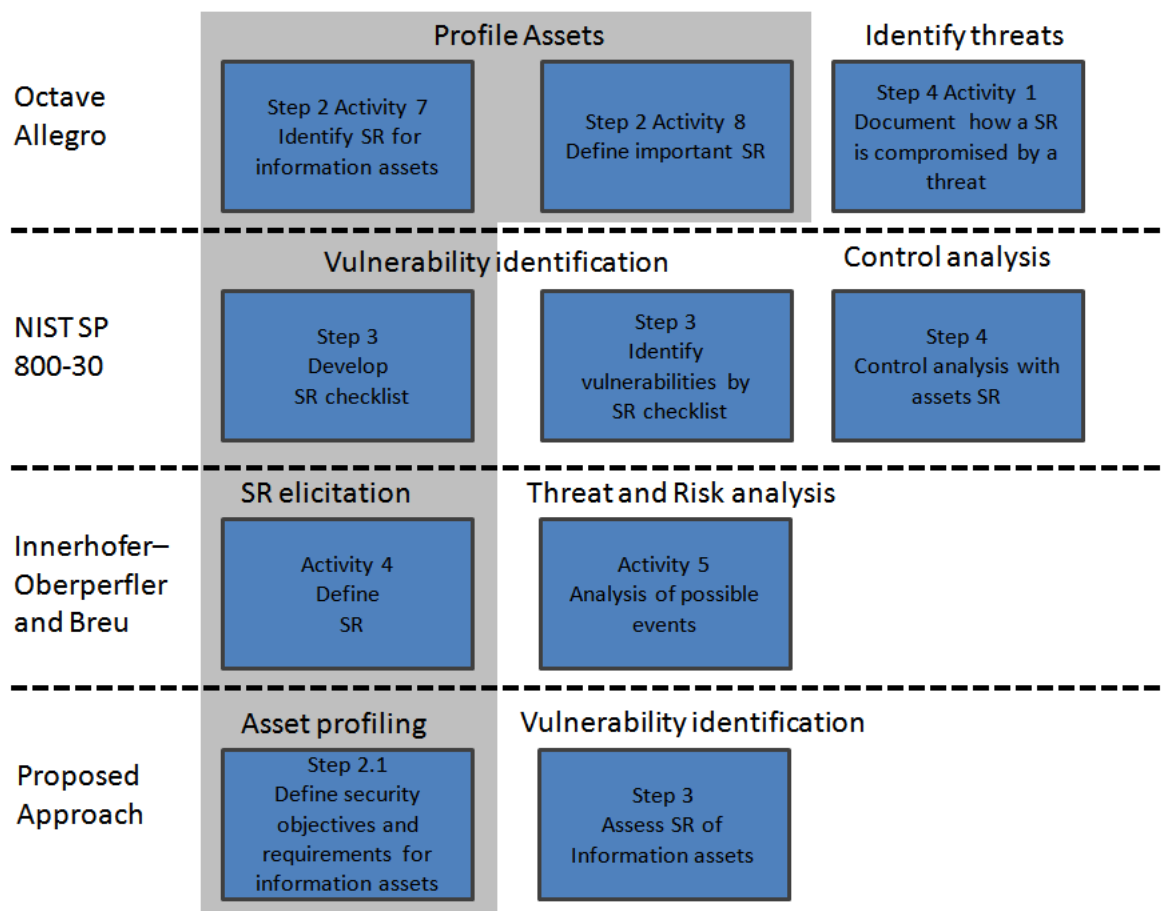 Profile Assets
Identify threats
Octave
Allegro
Step 2 Activity 7
Identify SR for
information assets
Step 2 Activity 8
Define important SR
Step 4 Activity 1
Document how a SR
is compromised by a
threat
Vulnerability identification
Control analysis
NIST SP
800-30
Step 3
Develop
SR checklist
Step 3
Identify
vulnerabilities by
SR checklist
Step 4
Control analysis with
assets SR
SR elicitation
Threat and Risk analysis
Innerhofer–
Oberperfler
and Breu
Activity 4
Define
SR
Activity 5
Analysis of possible
events
Asset profiling
Vulnerability identification
Proposed
Approach
Step 2.1
Define security
objectives and
requirements for
information assets
Step 3
Assess SR of
Information assets